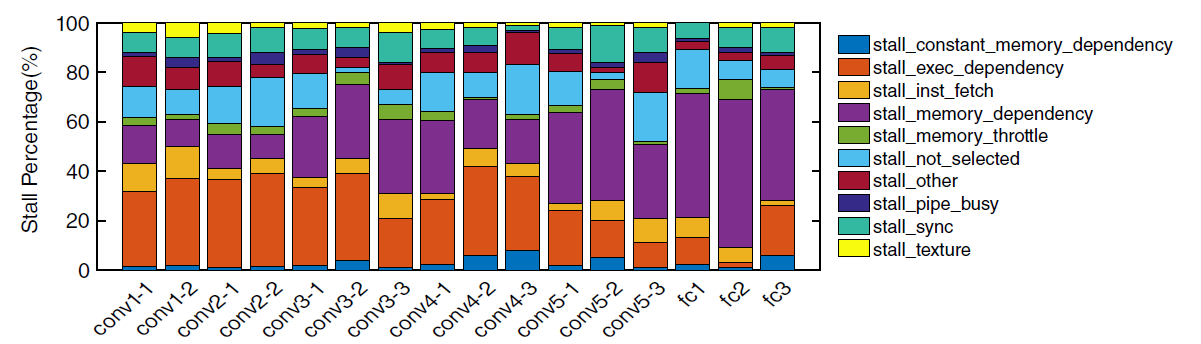 Stall Percentage(%)
100
80
60
40
20
0
conv1-1
conv1-2
conv2-1
conv2-2
conv3-1
conv3-2
conv3-3
conv4-1
conv4-2
conv4-3
conv5-1
conv5-2
conv5-3
fc1
fc2
fc3
stall_constant_memory_dependency
stall_exec_dependency
stall_inst_fetch
stall_memory_dependency
stall_memory_throttle
stall_not_selected
stall_other
stall_pipe_busy
stall_sync
stall_texture